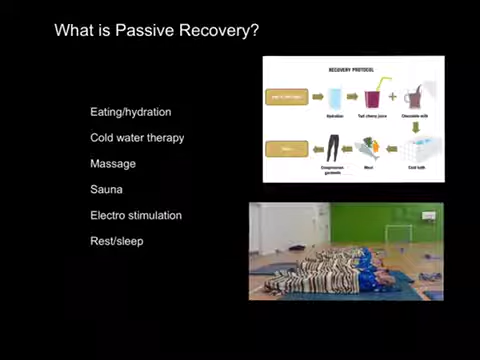 What is Passive Recovery?
Eating/hydration
Cold water therapy
Massage
Sauna
Electro stimulation
Rest/sleep
RECOVERY PROTOCOL
Hydration
Tart cherry juice
Chocolate milk
Compression garments
Meal
Cold bath